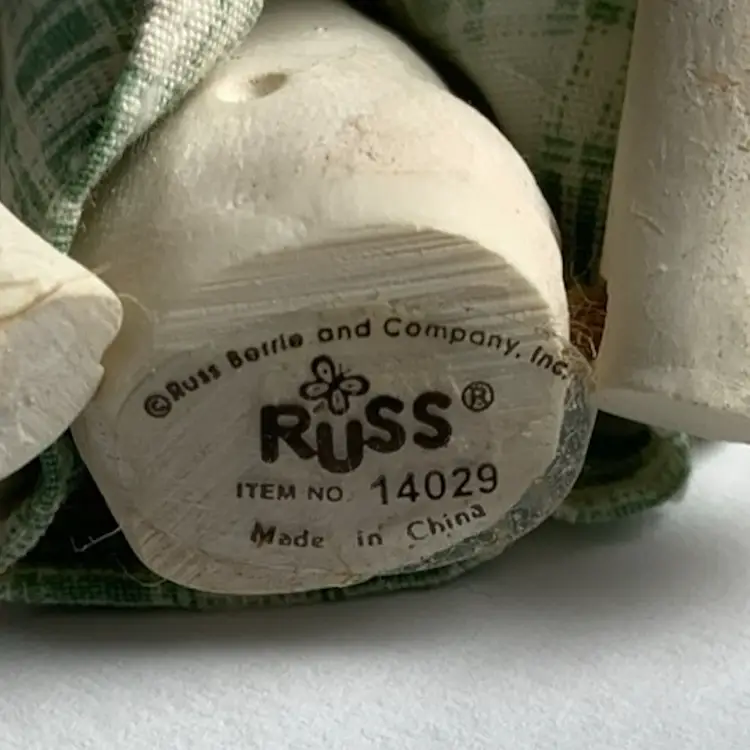 ©Russ Berrie and Company, Inc.
RUSS®
ITEM NO. 14029
Made in China